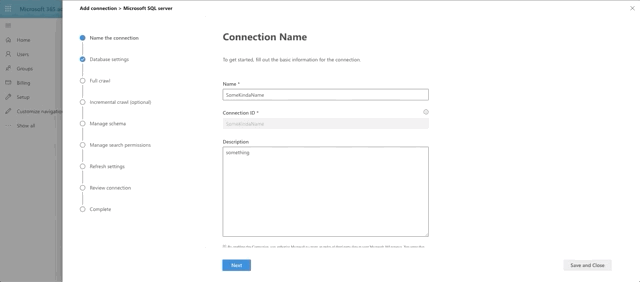 Microsoft 365 a
Add connection > Microsoft SQL server
Home
Users
Groups
Billing
Setup
Customize navigation
Show all
Name the connection
Database settings
Full crawl
Incremental crawl (optional)
Manage schema
Manage search permissions
Refresh settings
Review connection
Complete
Connection Name
To get started, fill out the basic information for the connection.
Name *
SomeKindaName
Connection ID *
somekindaName
Description
something
Next
Save and Close